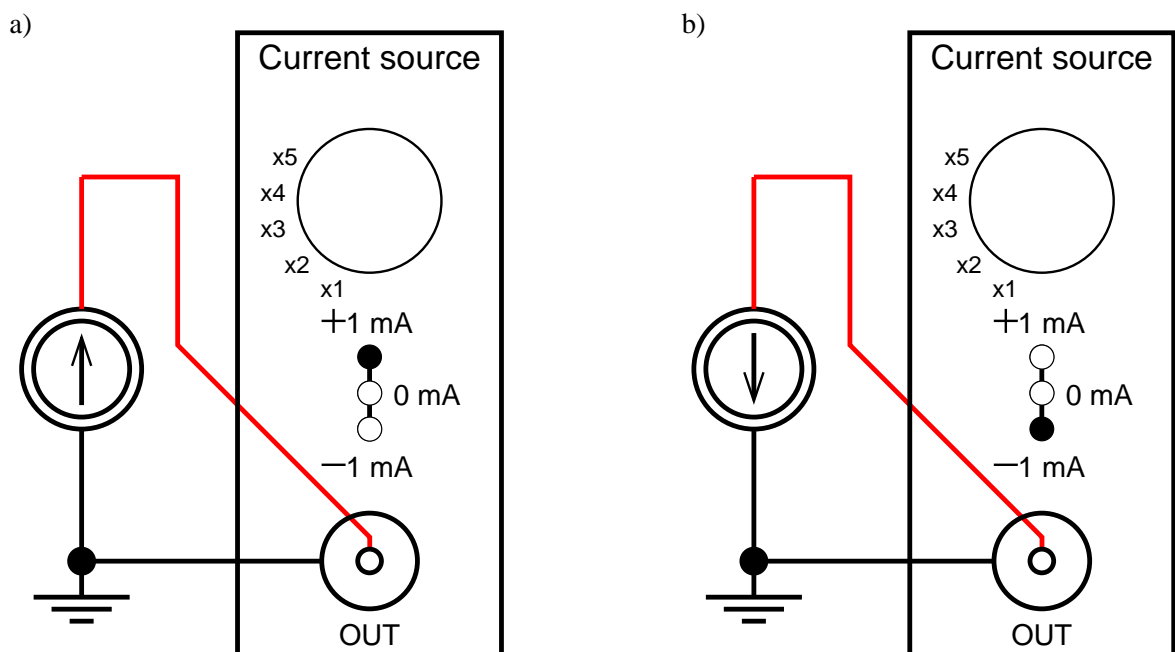 a)
Current source
x5
x4
x3
x2
x1
+1 mA
0 mA
−1 mA
OUT
b)
Current source
x5
x4
x3
x2
x1
+1 mA
0 mA
−1 mA
OUT